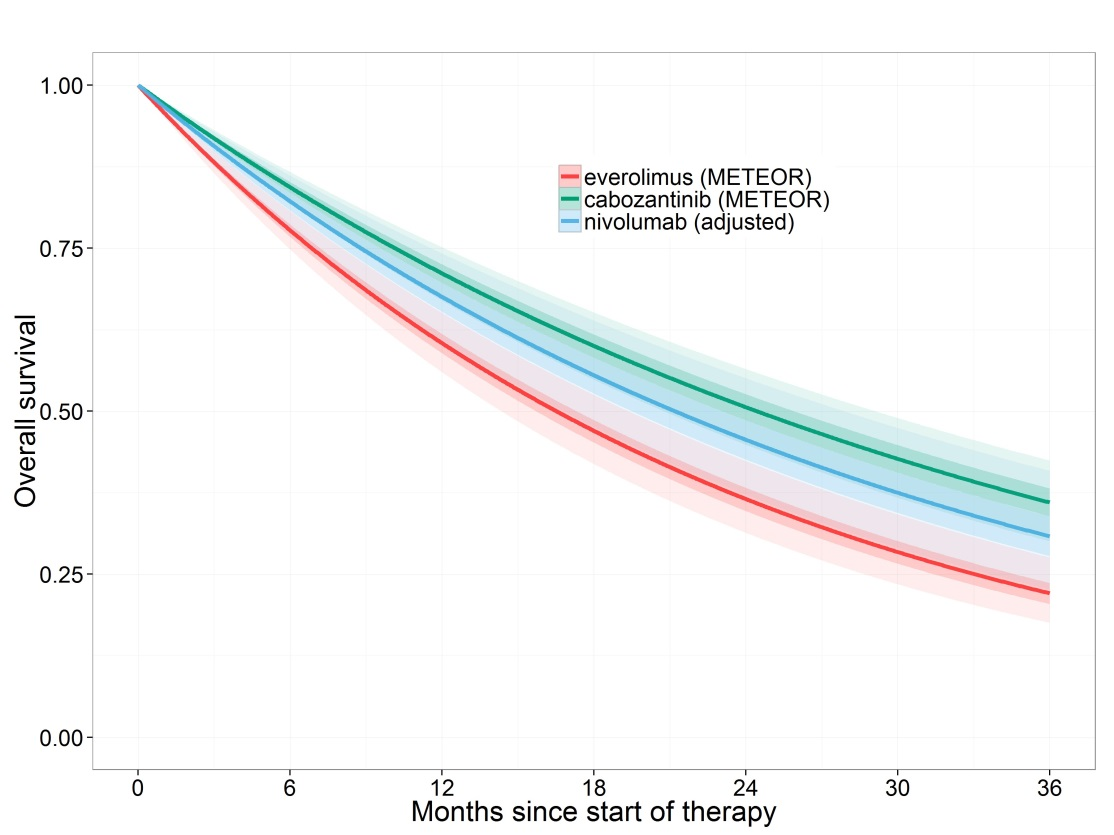 everolimus (METEOR)
cabozantinib (METEOR)
nivolumab (adjusted)
Overall survival
1.00
0.75
0.50
0.25
0.00
0 6 12 18 24 30 36
Months since start of therapy